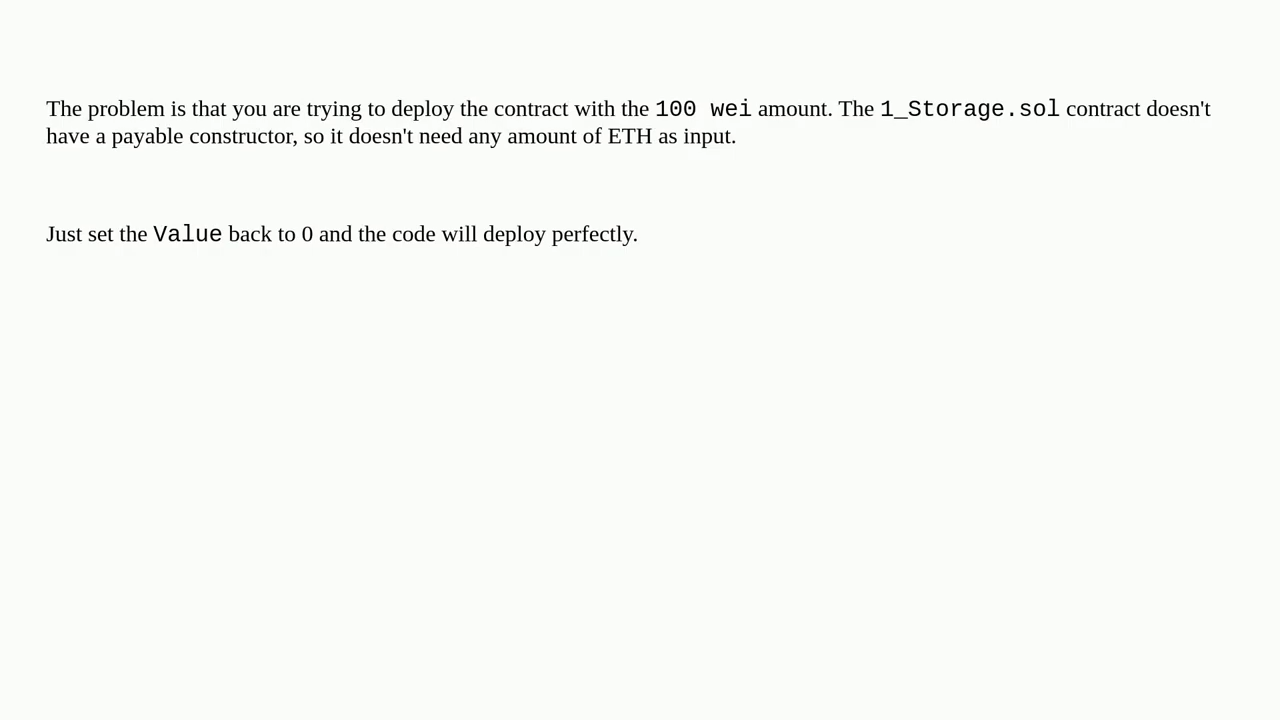 The problem is that you are trying to deploy the contract with the 100 wei amount. The 1_Storage.sol contract doesn't
have a payable constructor, so it doesn't need any amount of ETH as input.
Just set the Value back to 0 and the code will deploy perfectly.